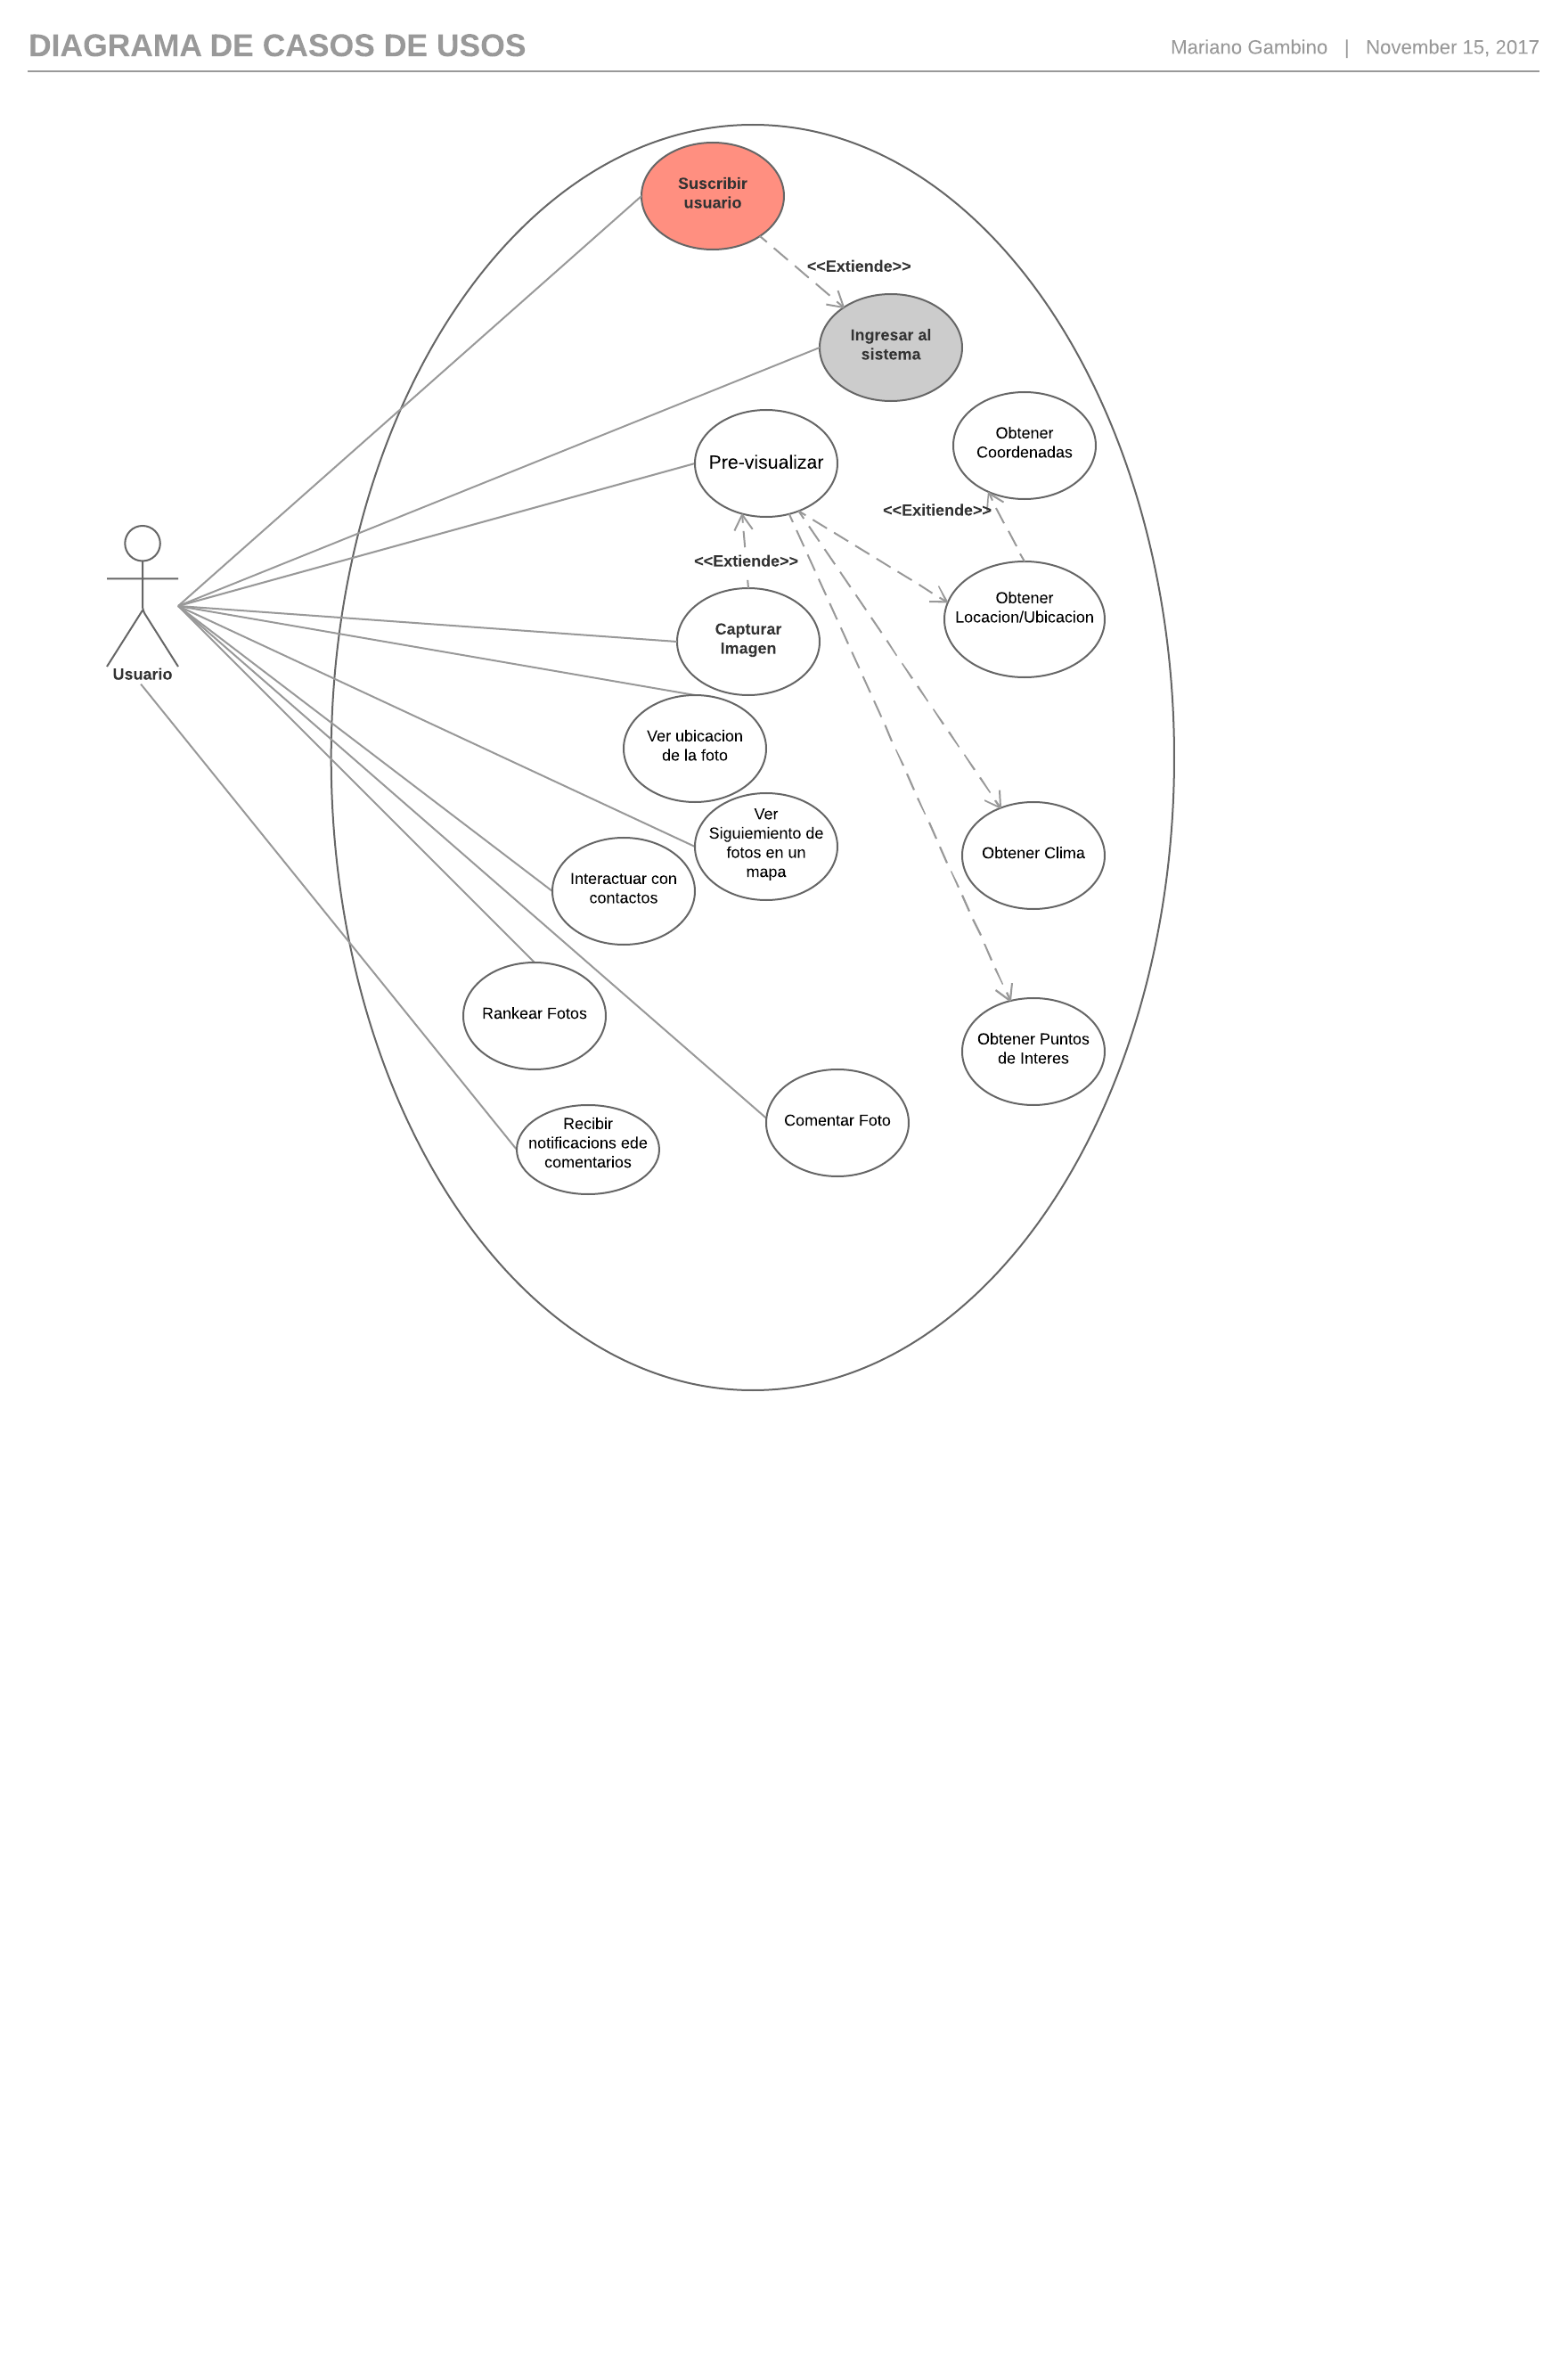 DIAGRAMA DE CASOS DE USOS
Mariano Gambino | November 15, 2017
Suscribir
usuario
<<Extiende>>
Ingresar al
sistema
Obtener
Coordenadas
Pre-visualizar
<<Exitiende>>
<<Extiende>>
Obtener
Locacion/Ubicacion
Capturar
Imagen
Usuario
Ver ubicacion
de la foto
Ver
Siguiemiento de
fotos en un
mapa
Obtener Clima
Interactuar con
contactos
Rankear Fotos
Obtener Puntos
de Interes
Comentar Foto
Recibir
notificacions ede
comentarios